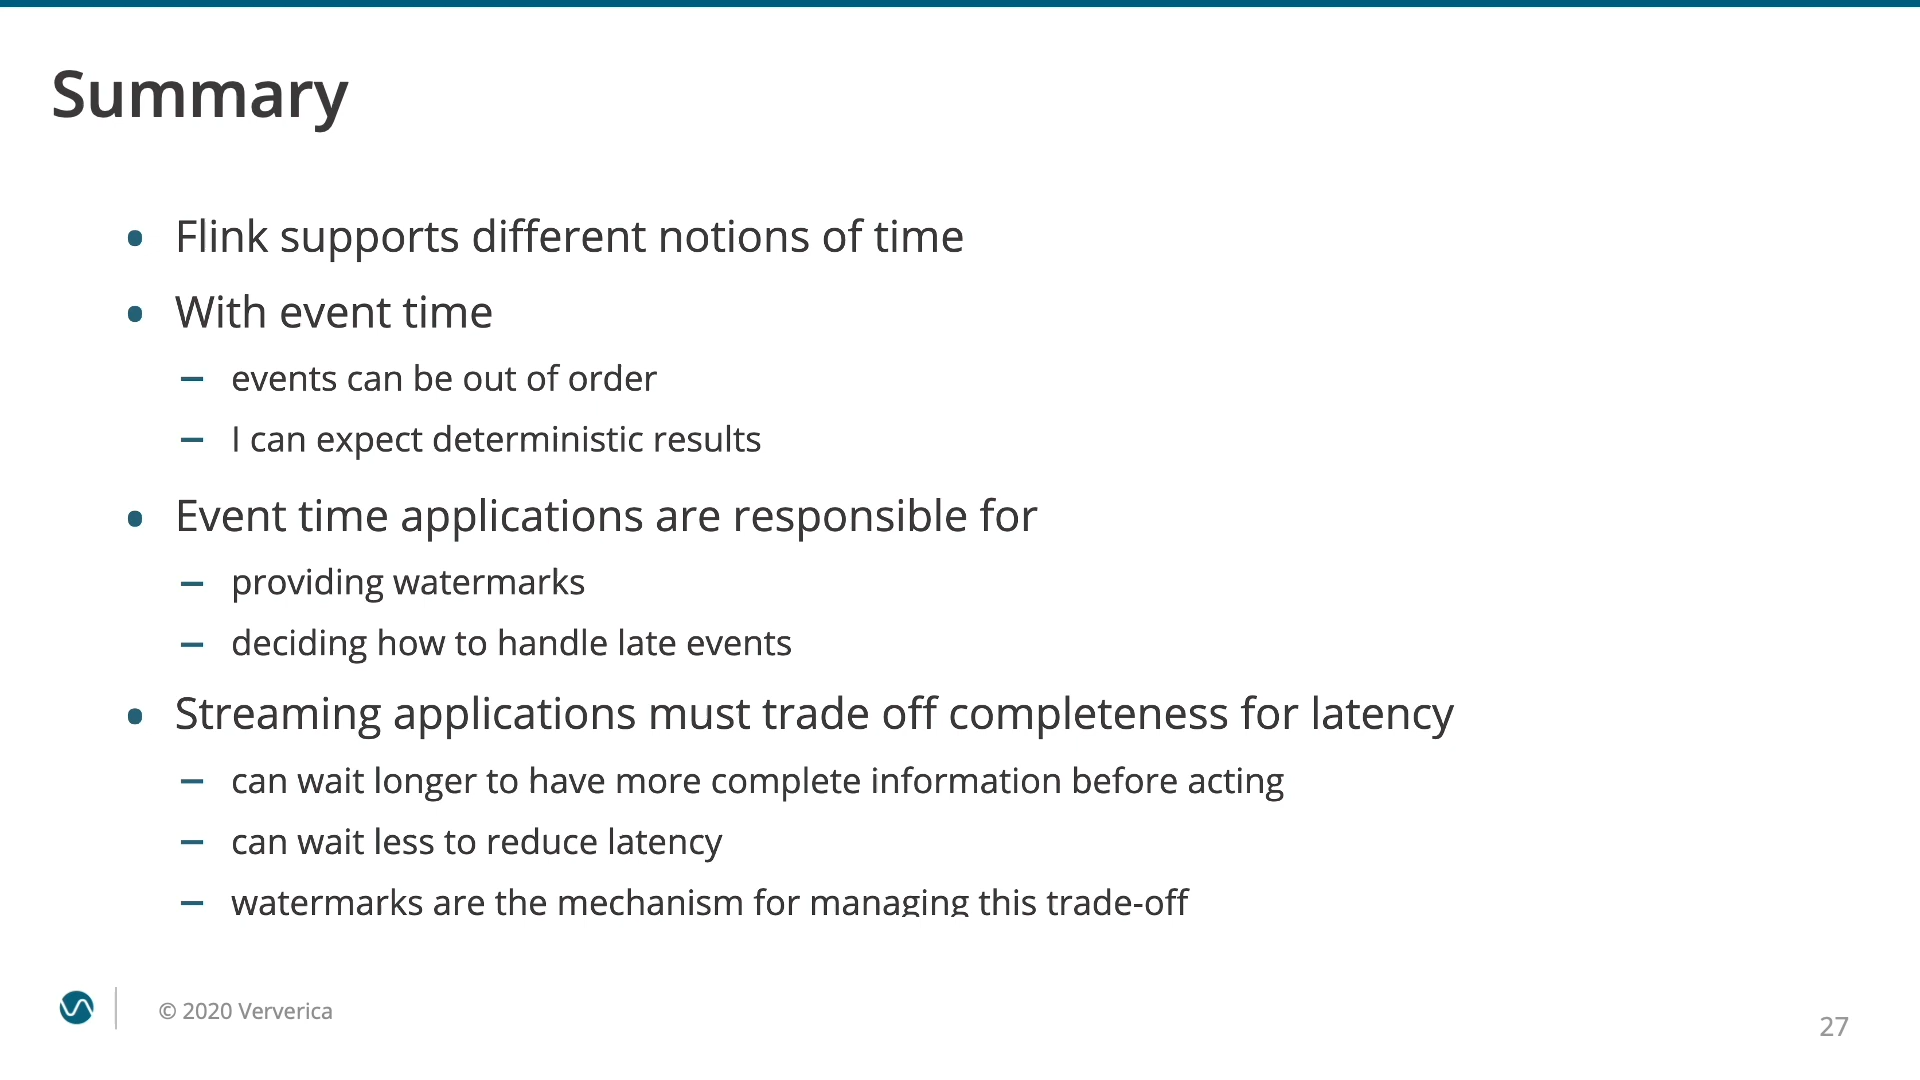 Summary
• Flink supports different notions of time
• With event time
– events can be out of order
– I can expect deterministic results
• Event time applications are responsible for
– providing watermarks
– deciding how to handle late events
• Streaming applications must trade off completeness for latency
– can wait longer to have more complete information before acting
– can wait less to reduce latency
– watermarks are the mechanism for managing this trade-off
© 2020 Ververica
27